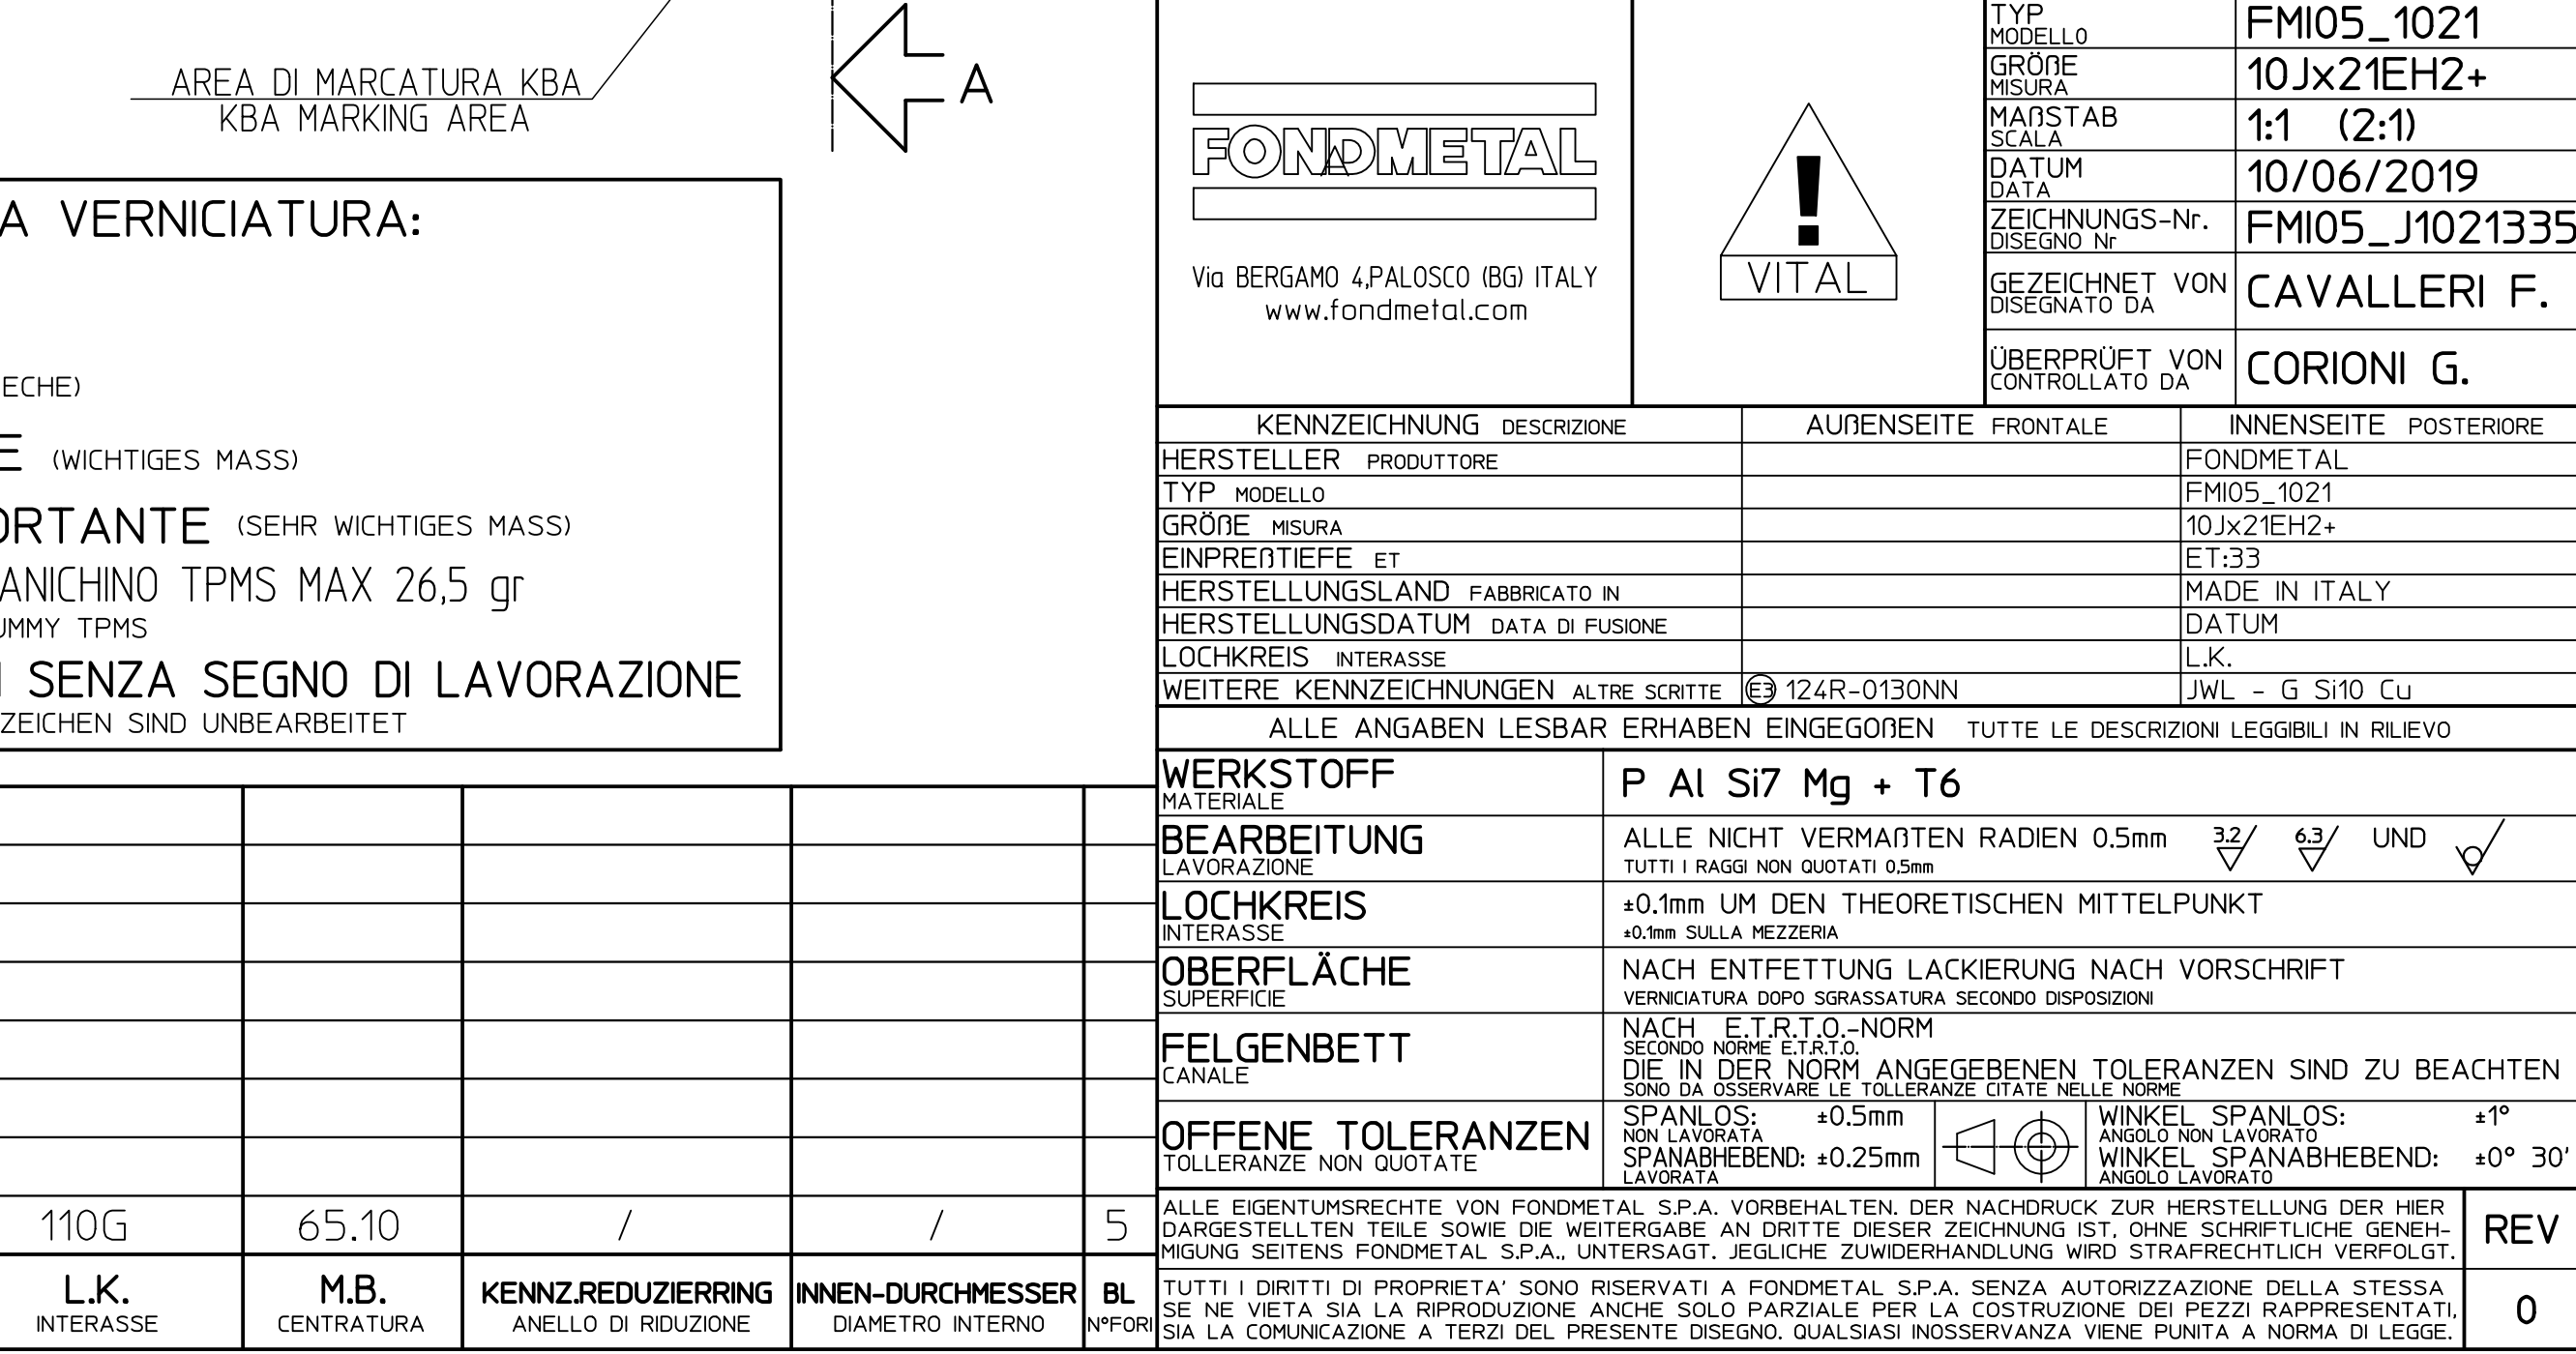 AREA DI MARCATURA KBA
KBA MARKING AREA
A
A VERNICIATURA:
ECHE)
E (WICHTIGES MASS)
ORTANTE (SEHR WICHTIGES MASS)
ANICHINO TPMS MAX 26,5 gr
UMMY TPMS
I SENZA SEGNO DI LAVORAZIONE
ZEICHEN SIND UNBEARBEITET
110G 65.10 / / 5
L.K. M.B. KENNZ.REDUZIERRING INNEN-DURCHMESSER BL
INTERASSE CENTRATURA ANELLO DI RIDUZIONE DIAMETRO INTERNO N°FORI
FONDMETAL
Via BERGAMO 4,PALOSCO (BG) ITALY
www.fondmetal.com
!
VITAL
TYP FMI05_1021
MODELLO
GRÖßE 10Jx21EH2+
MISURA
MAßSTAB 1:1 (2:1)
SCALA
DATUM 10/06/2019
DATA
ZEICHNUNGS-Nr. FMI05_J1021335
DISEGNO Nr
GEZEICHNET VON CAVALLERI F.
DISEGNATO DA
ÜBERPRÜFT VON CORIONI G.
CONTROLLATO DA
KENNZEICHNUNG DESCRIZIONE AUßENSEITE FRONTALE INNENSEITE POSTERIORE
HERSTELLER PRODUTTORE FONDMETAL
TYP MODELLO FMI05_1021
GRÖßE MISURA 10Jx21EH2+
EINPREßTIEFE ET ET:33
HERSTELLUNGSLAND FABBRICATO IN MADE IN ITALY
HERSTELLUNGSDATUM DATA DI FUSIONE DATUM
LOCHKREIS INTERASSE L.K.
WEITERE KENNZEICHNUNGEN ALTRE SCRITTE E3 124R-0130NN JWL - G Si10 Cu
ALLE ANGABEN LESBAR ERHABEN EINGEGOßEN TUTTE LE DESCRIZIONI LEGGIBILI IN RILIEVO
WERKSTOFF P Al Si7 Mg + T6
MATERIALE
BEARBEITUNG ALLE NICHT VERMAßTEN RADIEN 0.5mm 3.2 6.3 UND
LAVORAZIONE TUTTI I RAGGI NON QUOTATI 0,5mm
LOCHKREIS ±0.1mm UM DEN THEORETISCHEN MITTELPUNKT
INTERASSE ±0.1mm SULLA MEZZERIA
OBERFLÄCHE NACH ENTFETTUNG LACKIERUNG NACH VORSCHRIFT
SUPERFICIE VERNICIATURA DOPO SGRASSATURA SECONDO DISPOSIZIONI
FELGENBETT NACH E.T.R.T.O.-NORM
CANALE SECONDO NORME E.T.R.T.O.
DIE IN DER NORM ANGEGEBENEN TOLERANZEN SIND ZU BEACHTEN
SONO DA OSSERVARE LE TOLLERANZE CITATE NELLE NORME
OFFENE TOLERANZEN SPANLOS: ±0.5mm WINKEL SPANLOS: ±1°
TOLLERANZE NON QUOTATE NON LAVORATA ANGOLO NON LAVORATO
SPANABHEBEND: ±0.25mm WINKEL SPANABHEBEND: ±0° 30'
LAVORATA ANGOLO LAVORATO
ALLE EIGENTUMSRECHTE VON FONDMETAL S.P.A. VORBEHALTEN. DER NACHDRUCK ZUR HERSTELLUNG DER HIER
DARGESTELLTEN TEILE SOWIE DIE WEITERGABE AN DRITTE DIESER ZEICHNUNG IST, OHNE SCHRIFTLICHE GENEH-
MIGUNG SEITENS FONDMETAL S.P.A., UNTERSAGT. JEGLICHE ZUWIDERHANDLUNG WIRD STRAFRECHTLICH VERFOLGT.
REV
TUTTI I DIRITTI DI PROPRIETA' SONO RISERVATI A FONDMETAL S.P.A. SENZA AUTORIZZAZIONE DELLA STESSA
SE NE VIETA SIA LA RIPRODUZIONE ANCHE SOLO PARZIALE PER LA COSTRUZIONE DEI PEZZI RAPPRESENTATI,
SIA LA COMUNICAZIONE A TERZI DEL PRESENTE DISEGNO. QUALSIASI INOSSERVANZA VIENE PUNITA A NORMA DI LEGGE.
0